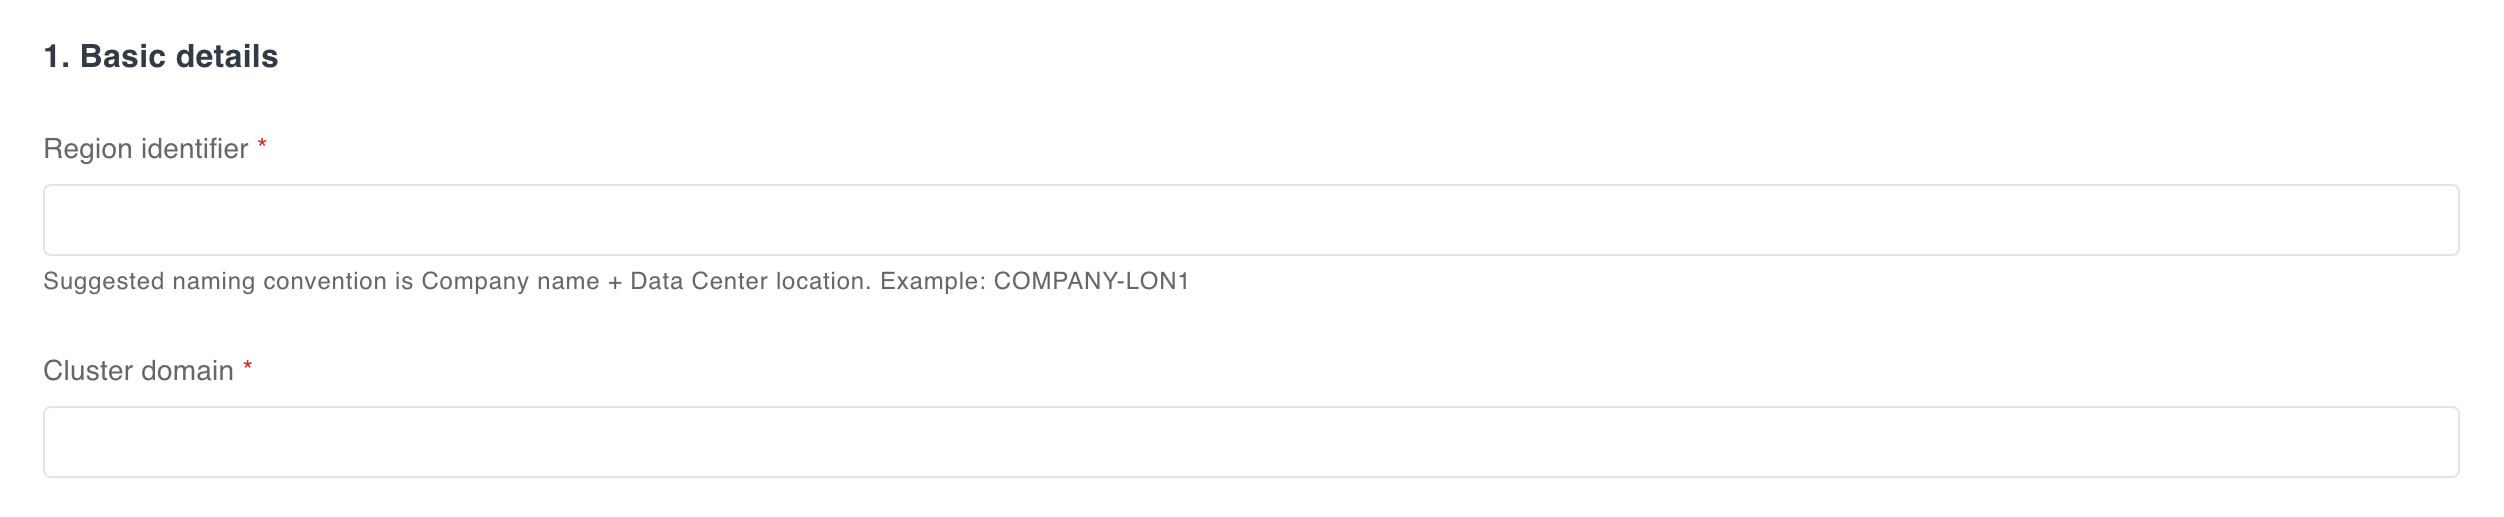 1. Basic details
Region identifier *
Suggested naming convention is Company name + Data Center location. Example: COMPANY-LON1
Cluster domain *